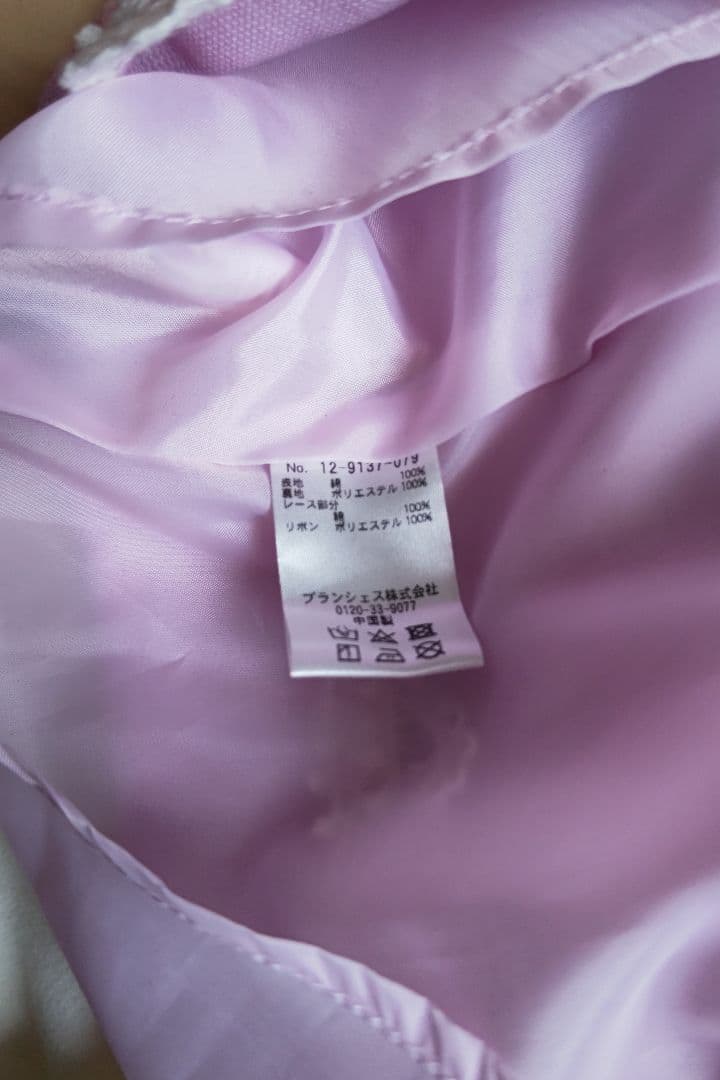 No. 12-9137-079
表地 綿 100%
裏地 ポリエステル 100%
レース部分
綿 100%
リボン ポリエステル 100%
ブランシェス株式会社
0120-33-9077
中国製